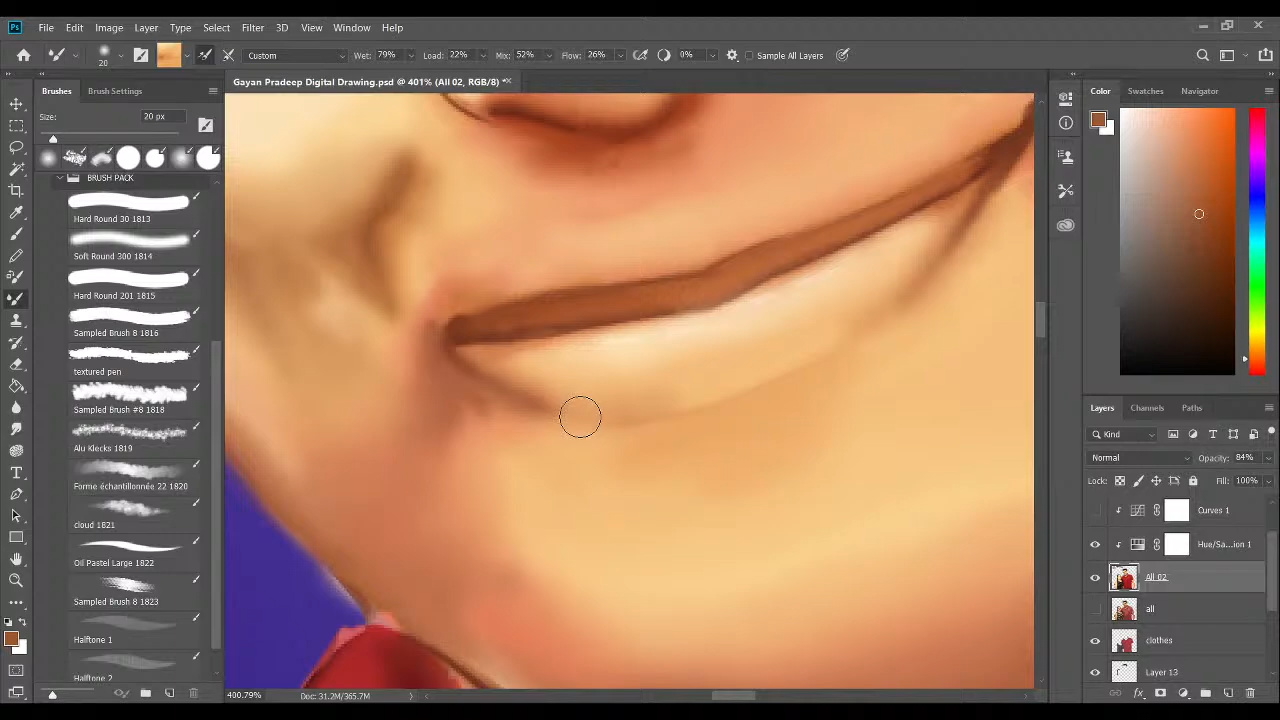 Ps File Edit Image Layer Type Select Filter 3D View Window Help
20 Custom Wet: 79% Load: 22% Mix: 52% Flow: 26% 0% Sample All Layers
Gayan Pradeep Digital Drawing.psd @ 401% (All 02, RGB/8) *
Brushes Brush Settings
Size: 20 px
BRUSH PACK
Hard Round 30 1813
Soft Round 300 1814
Hard Round 201 1815
Sampled Brush 8 1816
textured pen
Sampled Brush #8 1818
Alu Klecks 1819
Forme échantillonnée 22 1820
cloud 1821
Oil Pastel Large 1822
Sampled Brush 8 1823
Halftone 1
Halftone 2
400.79% Doc: 31.2M/365.7M
Color Swatches Navigator
Layers Channels Paths
Kind
Normal Opacity: 84%
Lock: Fill: 100%
Curves 1
Hue/Sa...ion 1
All 02
all
clothes
Layer 13